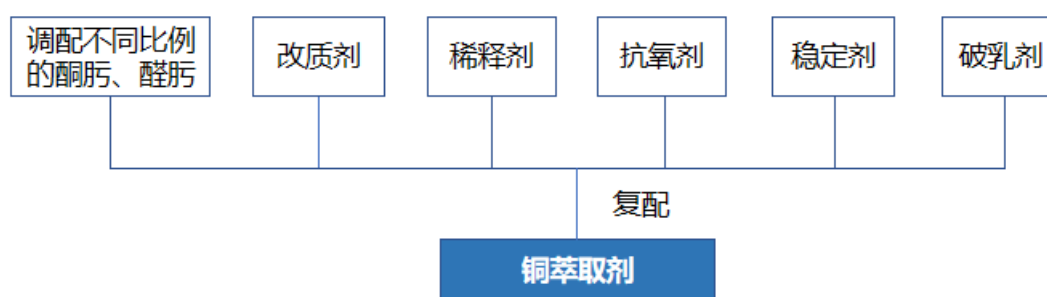 调配不同比例
的酮肟、醛肟
改质剂
稀释剂
抗氧剂
稳定剂
破乳剂
复配
铜萃取剂